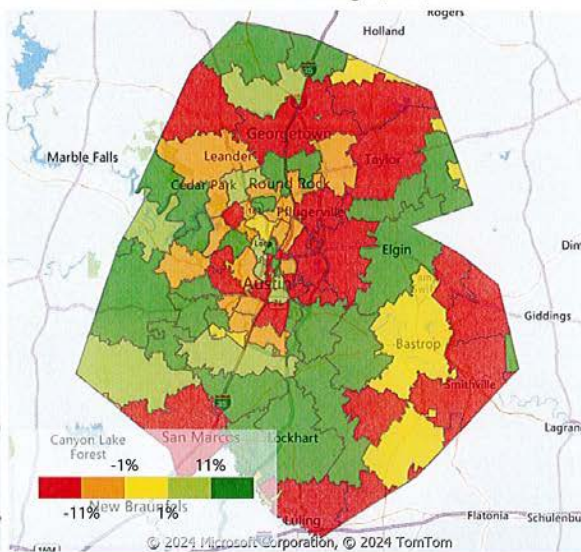 Rogers
Holland
Georgetown
Marble Falls
Leander
Taylor
Cedar Park
Round Rock
Pflugerville
Elgin
Austin
Giddings
Bastrop
Smithville
Lagran
Canyon Lake
Forest
San Marcos
Lockhart
-1%
11%
New Braunfels
-11%
1%
Luling
Flatonia
Schulenbu
© 2024 Microsoft Corporation, © 2024 TomTom